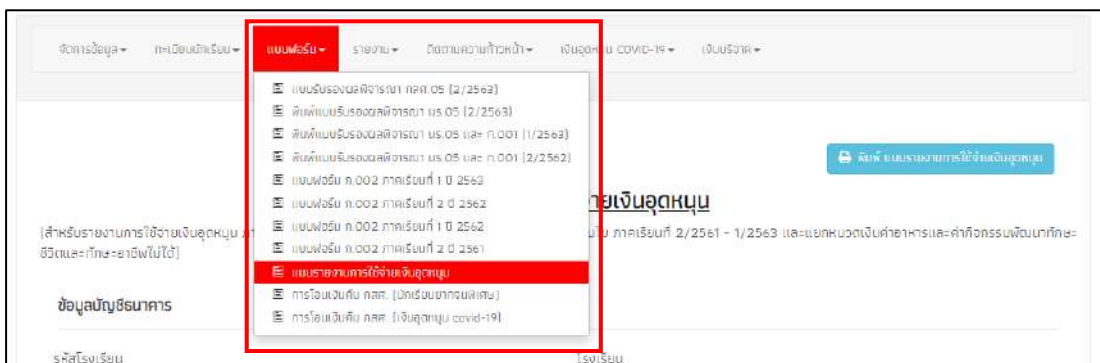 จัดการข้อมูล ทะเบียนนักเรียน แบบฟอร์ม รายงาน ติดตามความก้าวหน้า เงินอุดหนุน COVID-19 เงินบริจาค
แบบรับรองผลพิจารณา กสศ.05 (2/2563)
พิมพ์แบบรับรองผลพิจารณา นร.05 (2/2563)
พิมพ์แบบรับรองผลพิจารณา นร.05 และ ก.001 (1/2563)
พิมพ์แบบรับรองผลพิจารณา นร.05 และ ก.001 (2/2562)
พิมพ์ แบบรายงานการใช้จ่ายเงินอุดหนุน
แบบฟอร์ม ก.002 ภาคเรียนที่ 1 ปี 2563
แบบฟอร์ม ก.002 ภาคเรียนที่ 2 ปี 2562
่ายเงินอุดหนุน
แบบฟอร์ม ก.002 ภาคเรียนที่ 1 ปี 2562
(สำหรับรายงานการใช้จ่ายเงินอุดหนุน ภาคเรียนที่ 2/2561 - 1/2563 และแยกหมวดเงินค่าอาหารและค่ากิจกรรมพัฒนาทักษะ
แบบฟอร์ม ก.002 ภาคเรียนที่ 2 ปี 2561
ชีวิตและทักษะอาชีพไม่ได้)
แบบรายงานการใช้จ่ายเงินอุดหนุน
การโอนเงินคืน กสศ. (นักเรียนยากจนพิเศษ)
ข้อมูลบัญชีธนาคาร
การโอนเงินคืน กสศ. (เงินอุดหนุน covid-19)
รหัสโรงเรียน โรงเรียน